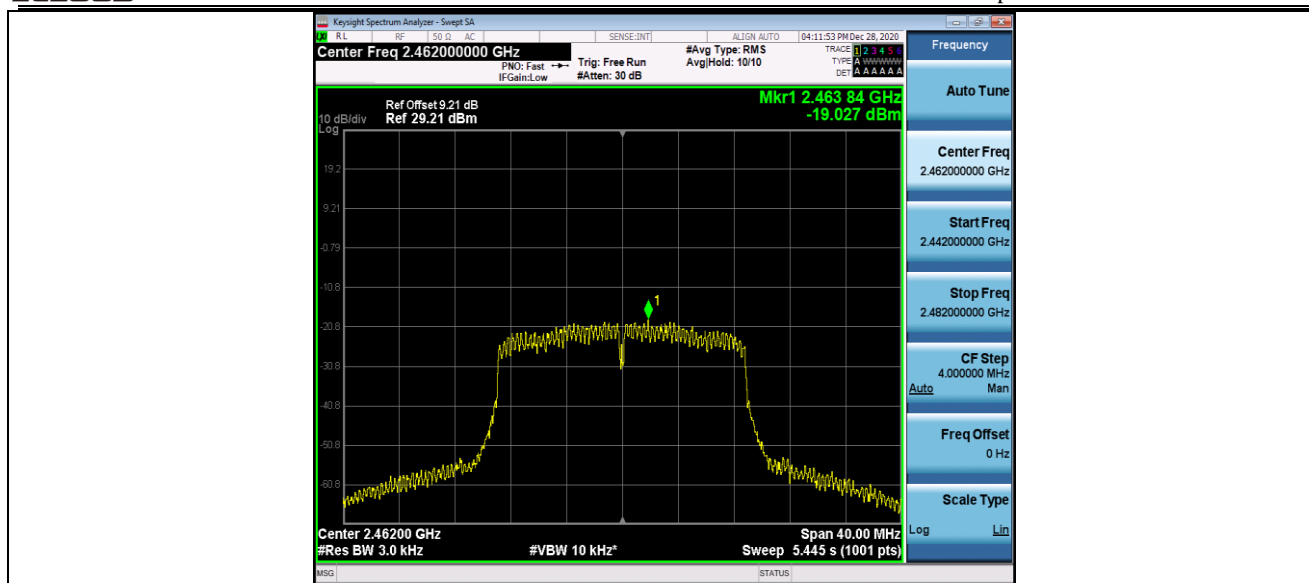 Keysight Spectrum Analyzer - Swept SA
RL RF 50 Ω AC SENSE:INT ALIGN AUTO 04:11:53 PM Dec 28, 2020
Center Freq 2.462000000 GHz
PNO: Fast
IFGain:Low
Trig: Free Run
#Atten: 30 dB
#Avg Type: RMS
Avg|Hold: 10/10
TRACE 1 2 3 4 5 6
TYPE A WWWWW
DET A A A A A A
Mkr1 2.463 84 GHz
-19.027 dBm
Ref Offset 9.21 dB
10 dB/div Ref 29.21 dBm
Log
19.2
9.21
-0.79
-10.8
-20.8
-30.8
-40.8
-50.8
-60.8
1
Center 2.46200 GHz Span 40.00 MHz
#Res BW 3.0 kHz #VBW 10 kHz* Sweep 5.445 s (1001 pts)
MSG STATUS
Frequency
Auto Tune
Center Freq
2.462000000 GHz
Start Freq
2.442000000 GHz
Stop Freq
2.482000000 GHz
CF Step
4.000000 MHz
Auto Man
Freq Offset
0 Hz
Scale Type
Log Lin